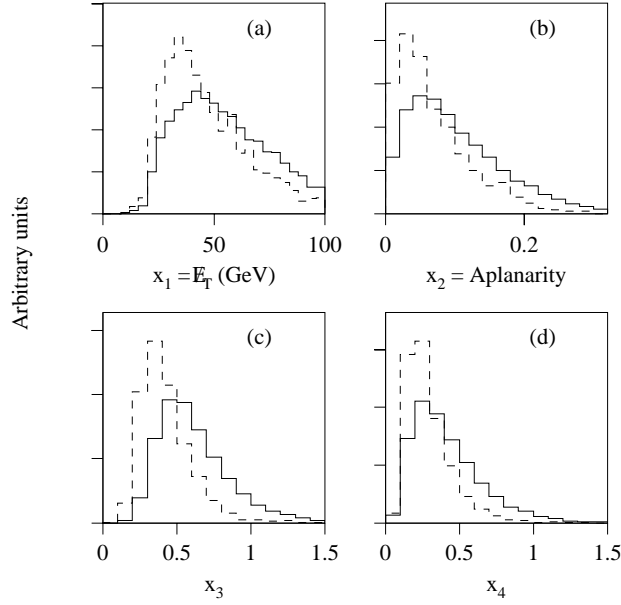 Arbitrary units
(a)
(b)
0 50 100
0 0.2
x₁ = E̸_T (GeV)
x₂ = Aplanarity
(c)
(d)
0 0.5 1 1.5
0 0.5 1 1.5
x₃
x₄